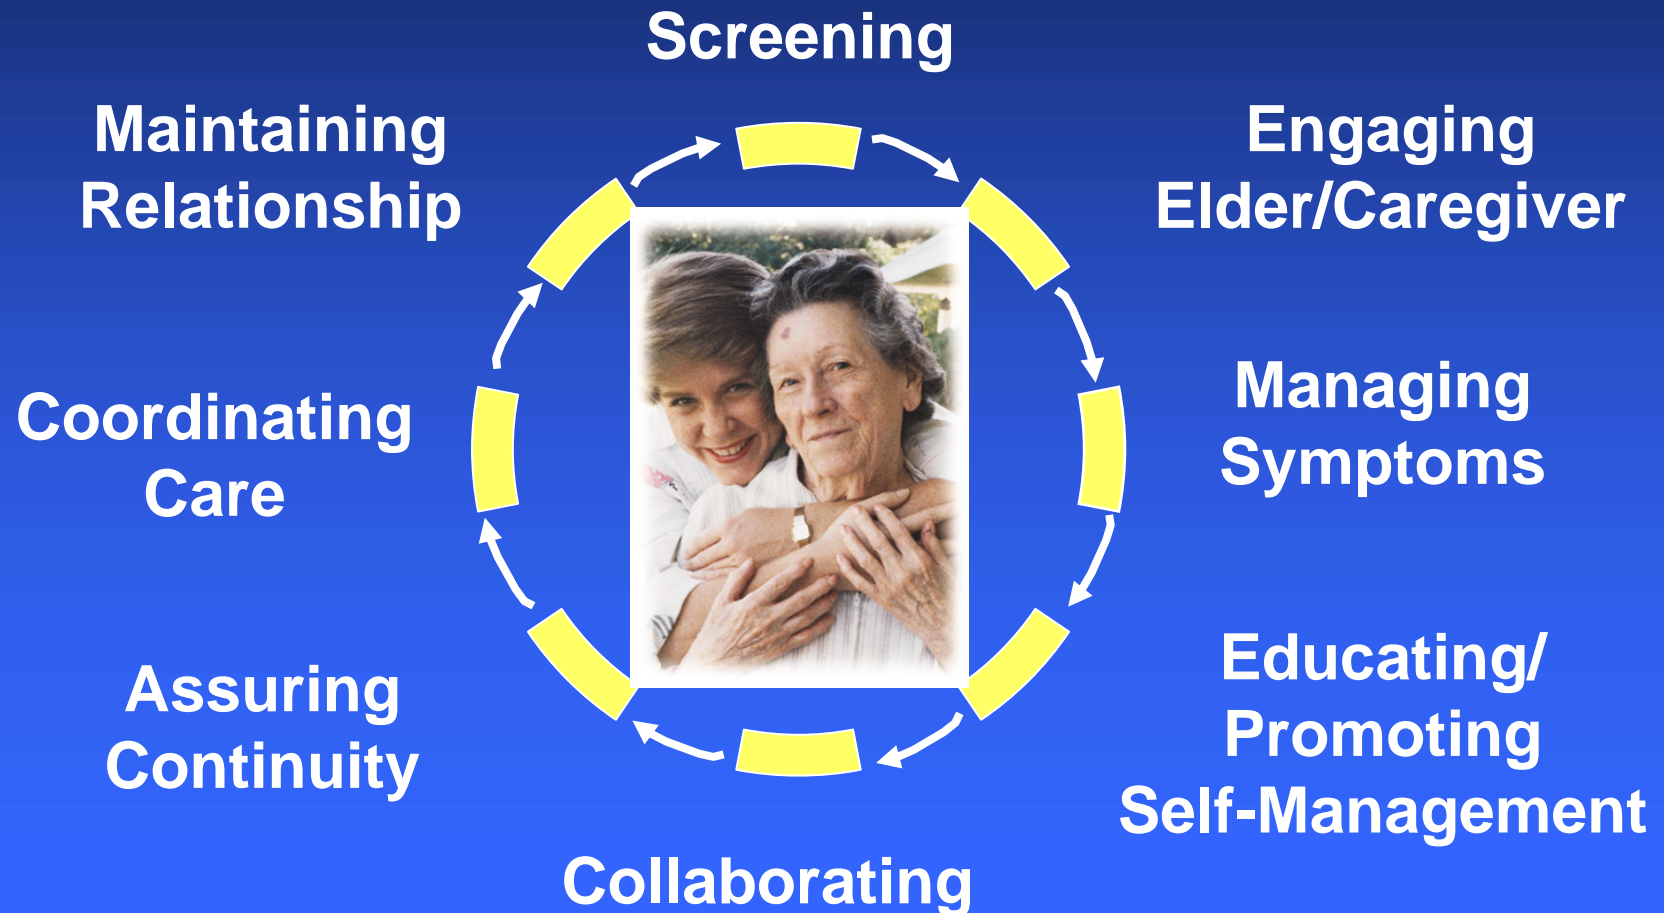 Screening
Engaging
Elder/Caregiver
Managing
Symptoms
Educating/
Promoting
Self-Management
Collaborating
Assuring
Continuity
Coordinating
Care
Maintaining
Relationship